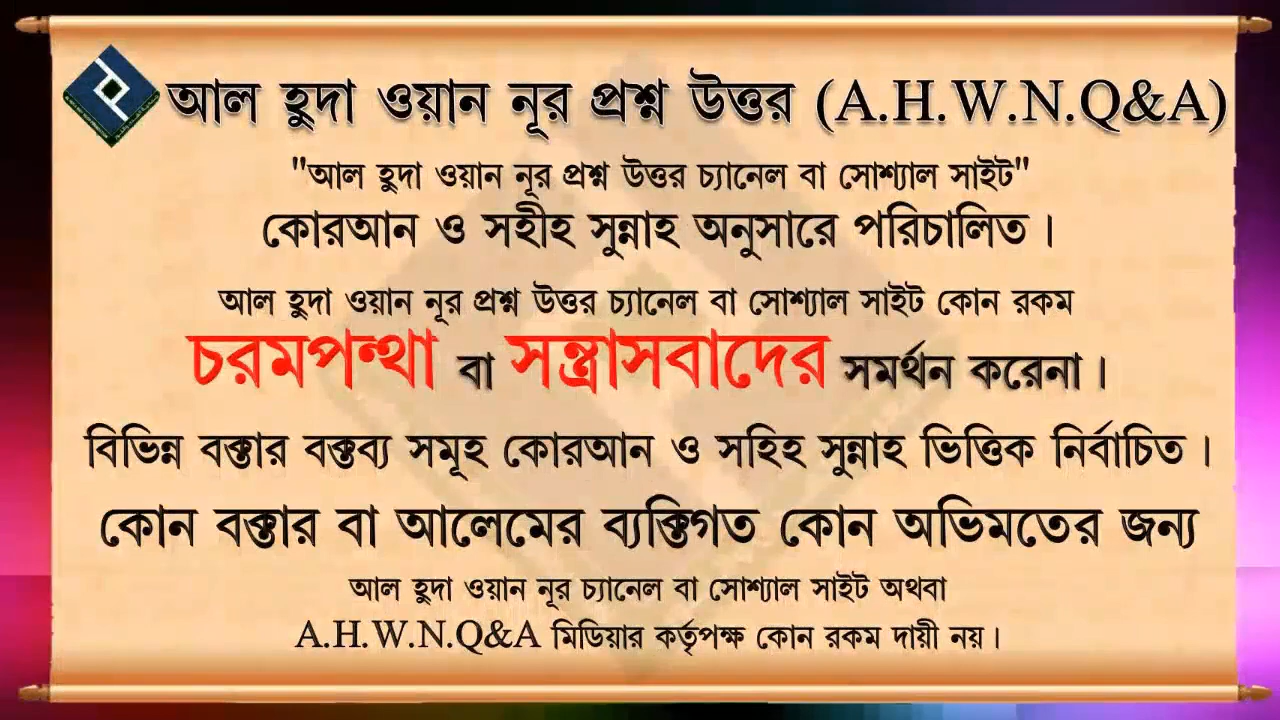 আল হুদা ওয়ান নূর প্রশ্ন উত্তর (A.H.W.N.Q&A)
"আল হুদা ওয়ান নূর প্রশ্ন উত্তর চ্যানেল বা সোশ্যাল সাইট"
কোরআন ও সহীহ সুন্নাহ অনুসারে পরিচালিত।
আল হুদা ওয়ান নূর প্রশ্ন উত্তর চ্যানেল বা সোশ্যাল সাইট কোন রকম
চরমপন্থা বা সন্ত্রাসবাদের সমর্থন করেনা।
বিভিন্ন বক্তার বক্তব্য সমূহ কোরআন ও সহিহ সুন্নাহ ভিত্তিক নির্বাচিত।
কোন বক্তার বা আলেমের ব্যক্তিগত কোন অভিমতের জন্য
আল হুদা ওয়ান নূর চ্যানেল বা সোশ্যাল সাইট অথবা
A.H.W.N.Q&A মিডিয়ার কর্তৃপক্ষ কোন রকম দায়ী নয়।